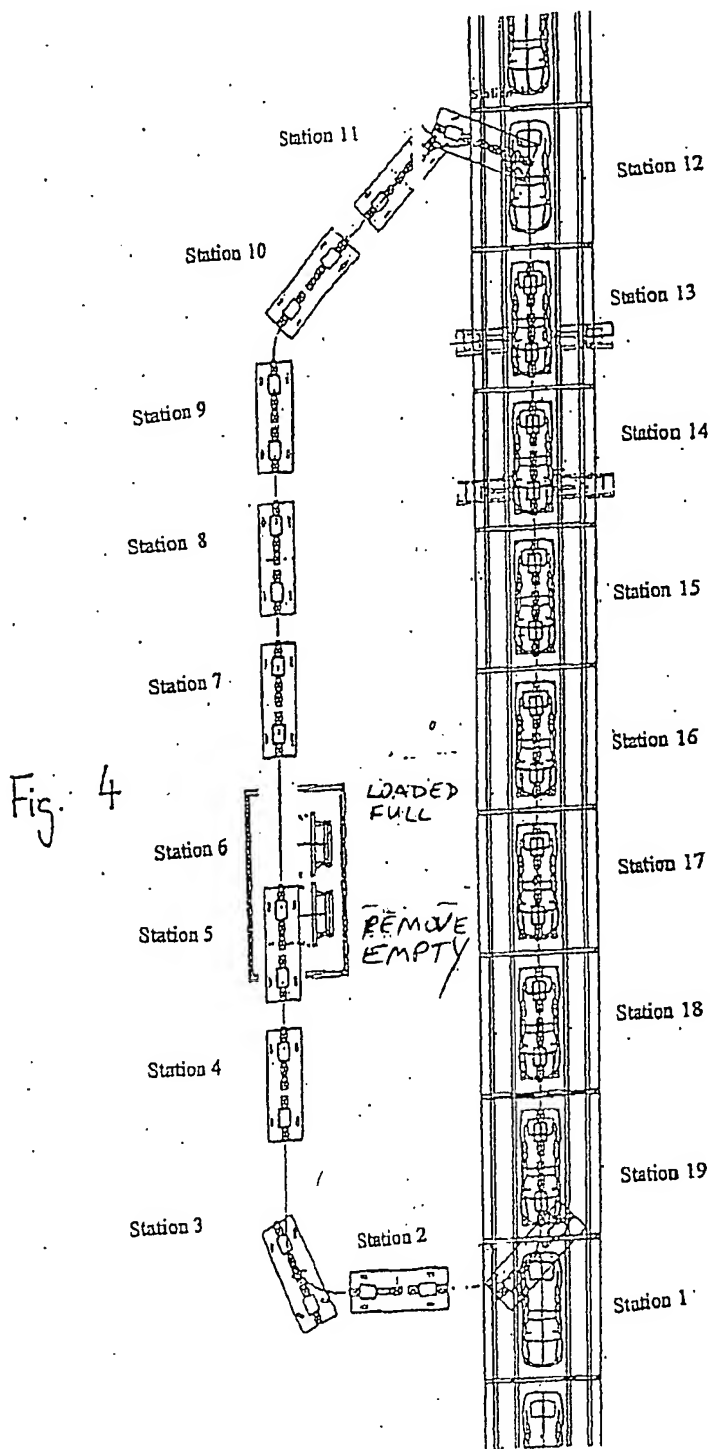 Station 11
Station 12
Station 10
Station 13
Station 9
Station 14
Station 8
Station 15
Station 7
Station 16
Fig. 4
LOADED
FULL
Station 6
Station 17
Station 5
REMOVE
EMPTY
Station 18
Station 4
Station 19
Station 3
Station 2
Station 1